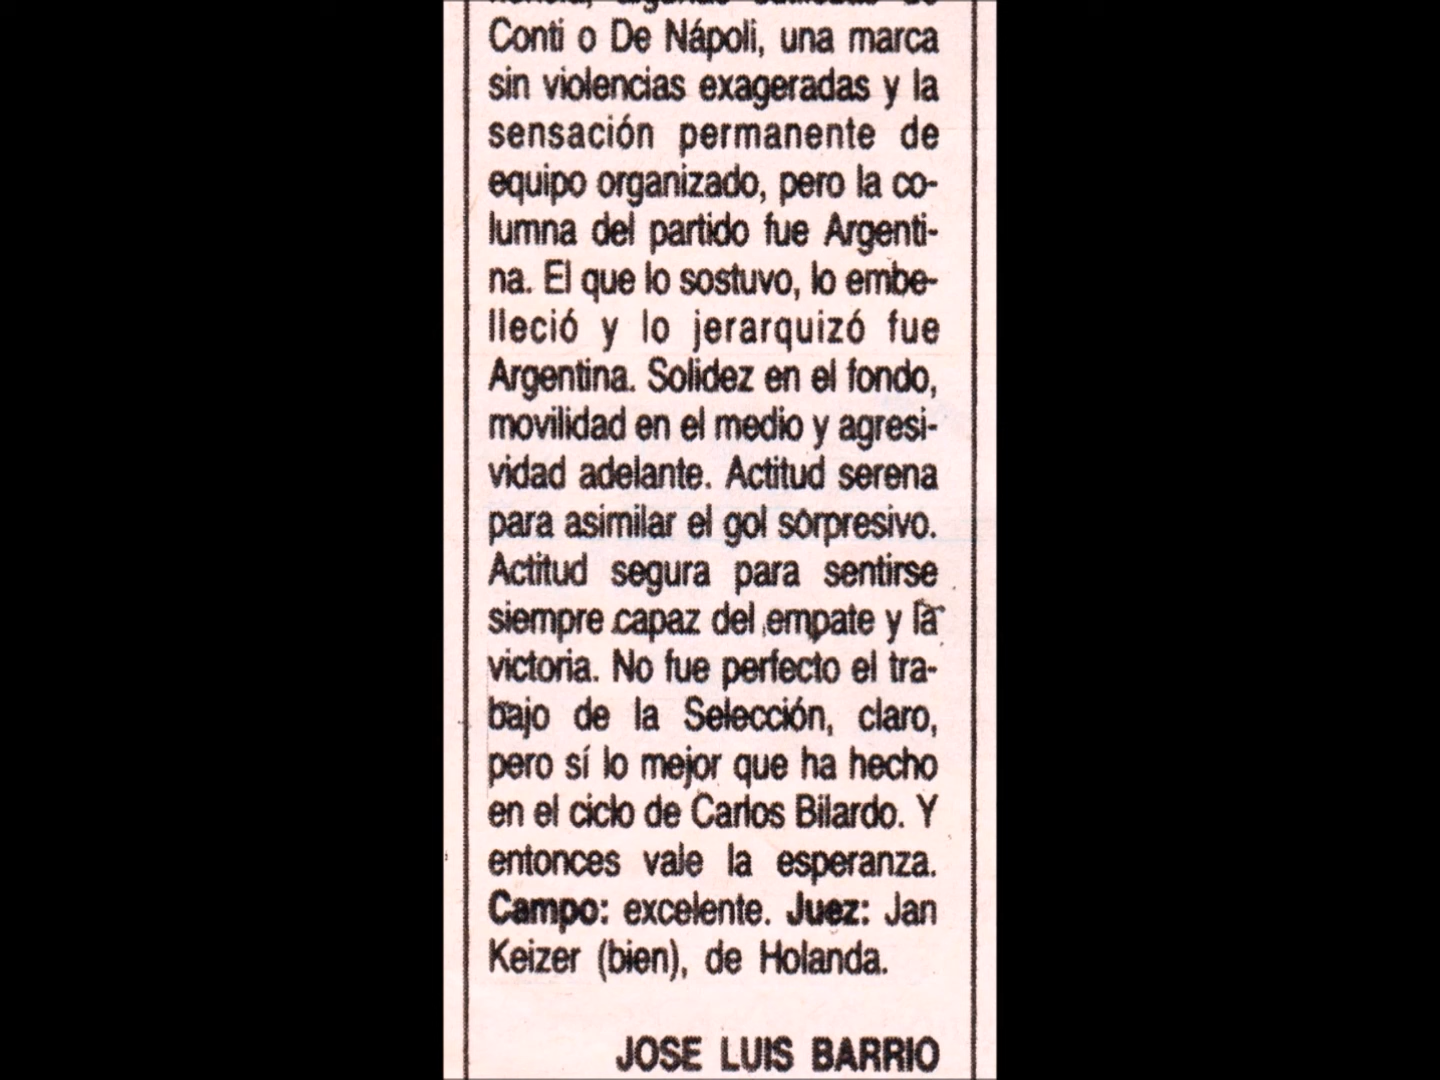 Conti o De Nápoli, una marca
sin violencias exageradas y la
sensación permanente de
equipo organizado, pero la co-
lumna del partido fue Argenti-
na. El que lo sostuvo, lo embe-
lleció y lo jerarquizó fue
Argentina. Solidez en el fondo,
movilidad en el medio y agresi-
vidad adelante. Actitud serena
para asimilar el gol sorpresivo.
Actitud segura para sentirse
siempre capaz del empate y la
victoria. No fue perfecto el tra-
bajo de la Selección, claro,
pero sí lo mejor que ha hecho
en el ciclo de Carlos Bilardo. Y
entonces vale la esperanza.
Campo: excelente. Juez: Jan
Keizer (bien), de Holanda.
JOSE LUIS BARRIO